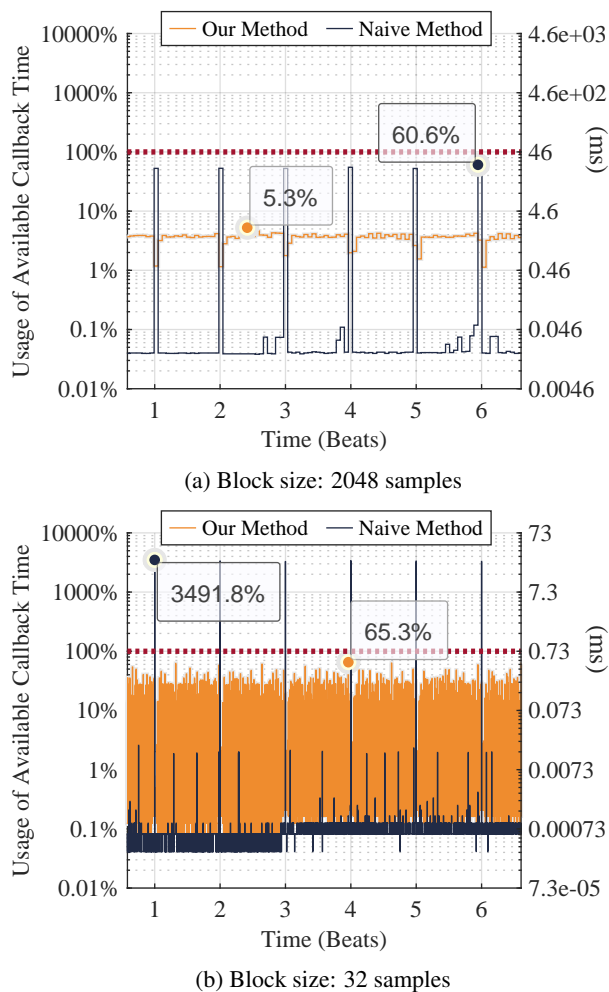 Our Method Naive Method
Usage of Available Callback Time
10000%
1000%
100%
10%
1%
0.1%
0.01%
60.6%
5.3%
4.6e+03
4.6e+02
46
4.6
0.46
0.046
0.0046
(ms)
1 2 3 4 5 6
Time (Beats)
(a) Block size: 2048 samples
Our Method Naive Method
Usage of Available Callback Time
10000%
1000%
100%
10%
1%
0.1%
0.01%
3491.8%
65.3%
73
7.3
0.73
0.073
0.0073
0.00073
7.3e-05
(ms)
1 2 3 4 5 6
Time (Beats)
(b) Block size: 32 samples